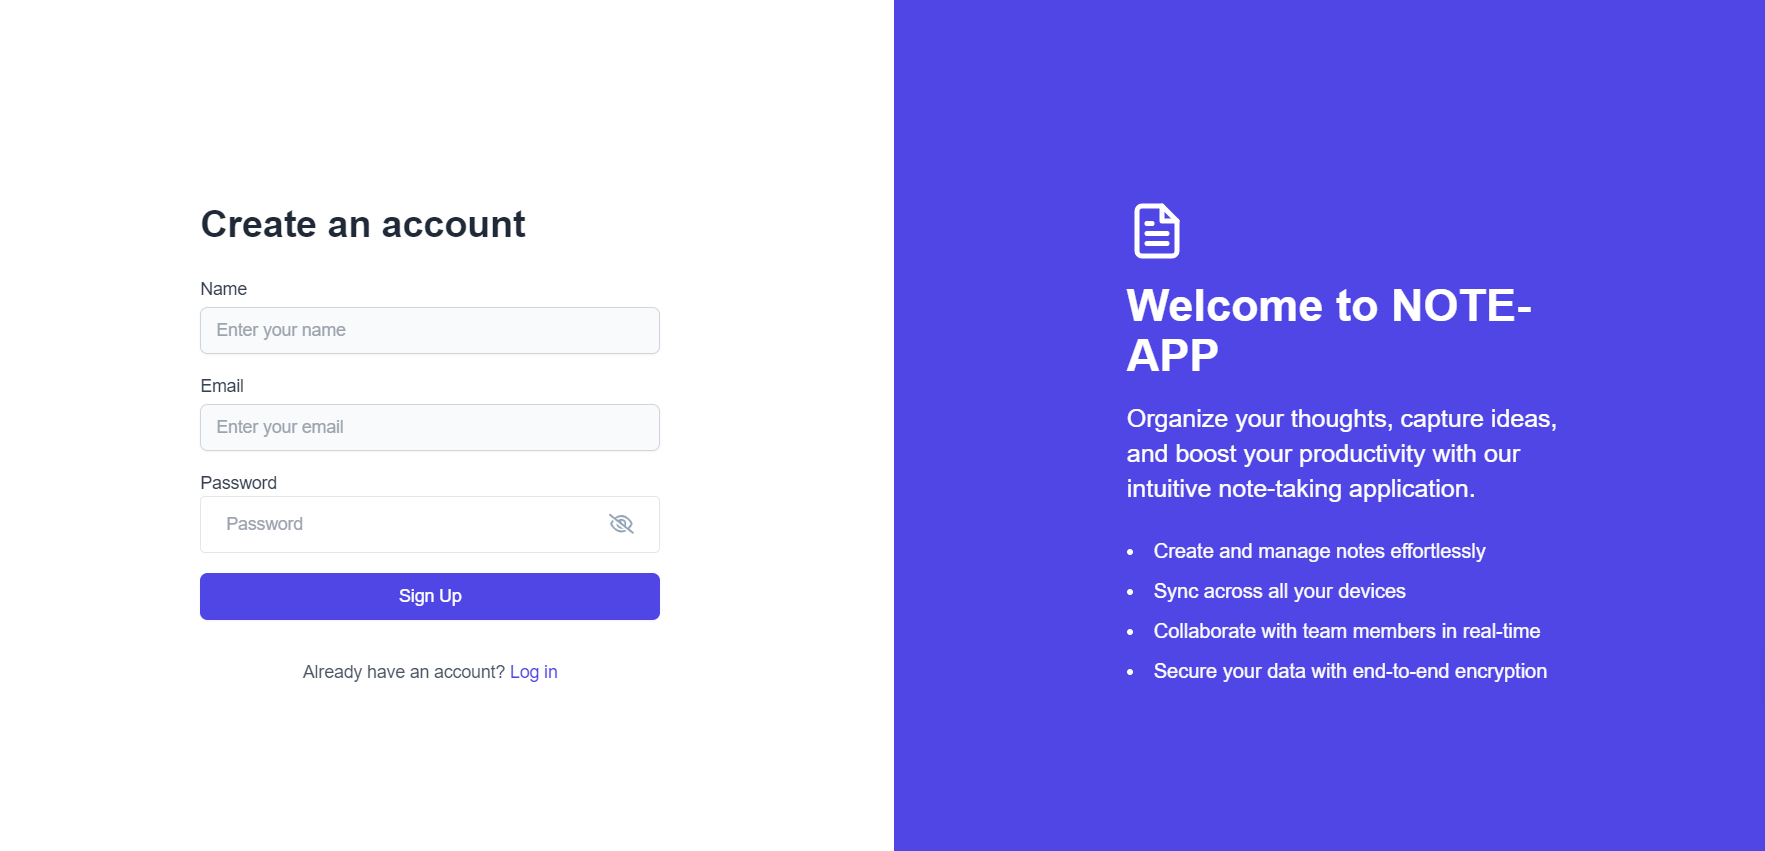 Create an account
Name
Enter your name
Email
Enter your email
Password
Password
Sign Up
Already have an account? Log in
Welcome to NOTE-
APP
Organize your thoughts, capture ideas,
and boost your productivity with our
intuitive note-taking application.
• Create and manage notes effortlessly
• Sync across all your devices
• Collaborate with team members in real-time
• Secure your data with end-to-end encryption